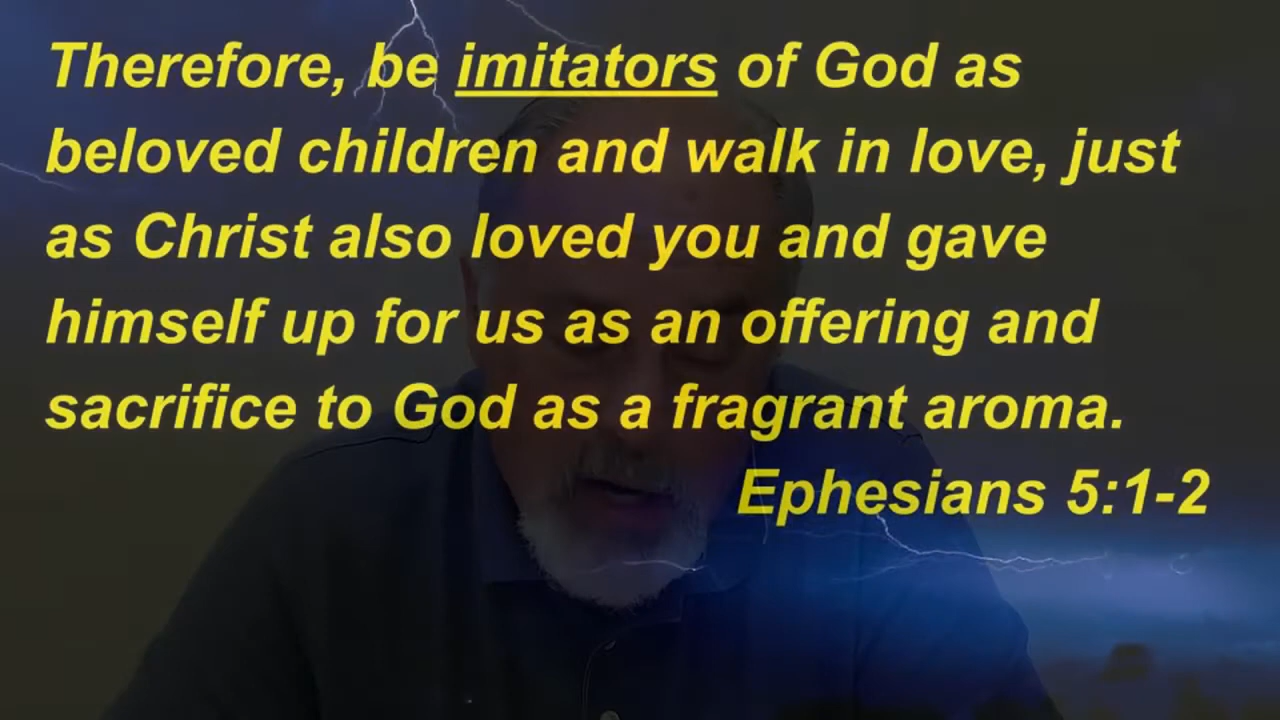 Therefore, be imitators of God as
beloved children and walk in love, just
as Christ also loved you and gave
himself up for us as an offering and
sacrifice to God as a fragrant aroma.
Ephesians 5:1-2